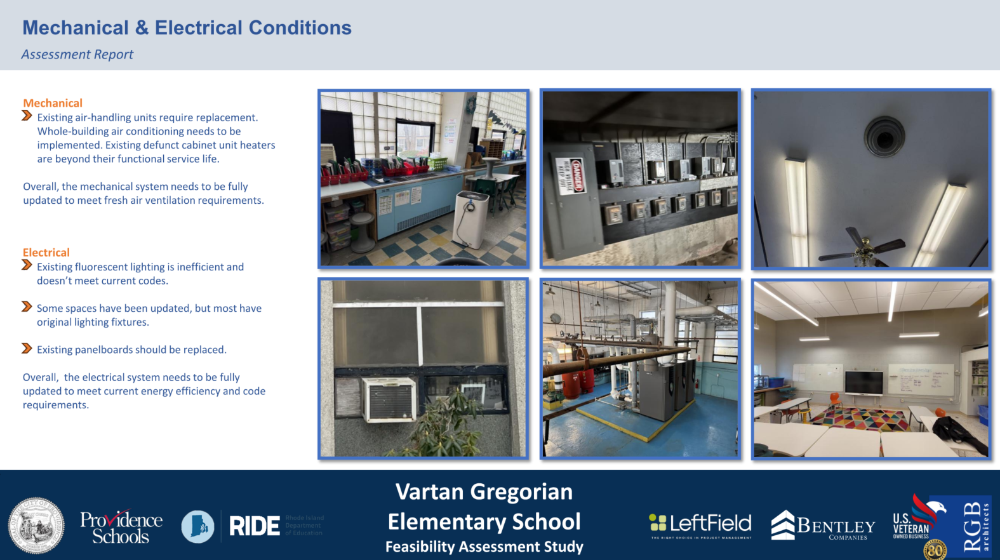 Mechanical & Electrical Conditions
Assessment Report
Mechanical
Existing air-handling units require replacement.
Whole-building air conditioning needs to be
implemented. Existing defunct cabinet unit heaters
are beyond their functional service life.
Overall, the mechanical system needs to be fully
updated to meet fresh air ventilation requirements.
Electrical
Existing fluorescent lighting is inefficient and
doesn’t meet current codes.
Some spaces have been updated, but most have
original lighting fixtures.
Existing panelboards should be replaced.
Overall,  the electrical system needs to be fully
updated to meet current energy efficiency and code
requirements.
DANGER
HIGH VOLTAGE
KEEP OUT
Providence
Schools
RIDE
Rhode Island
Department
of Education
Vartan Gregorian
Elementary School
Feasibility Assessment Study
LeftField
THE RIGHT CHOICE IN PROJECT MANAGEMENT
BENTLEY
COMPANIES
U.S.
VETERAN
OWNED BUSINESS
80
RGB
architects